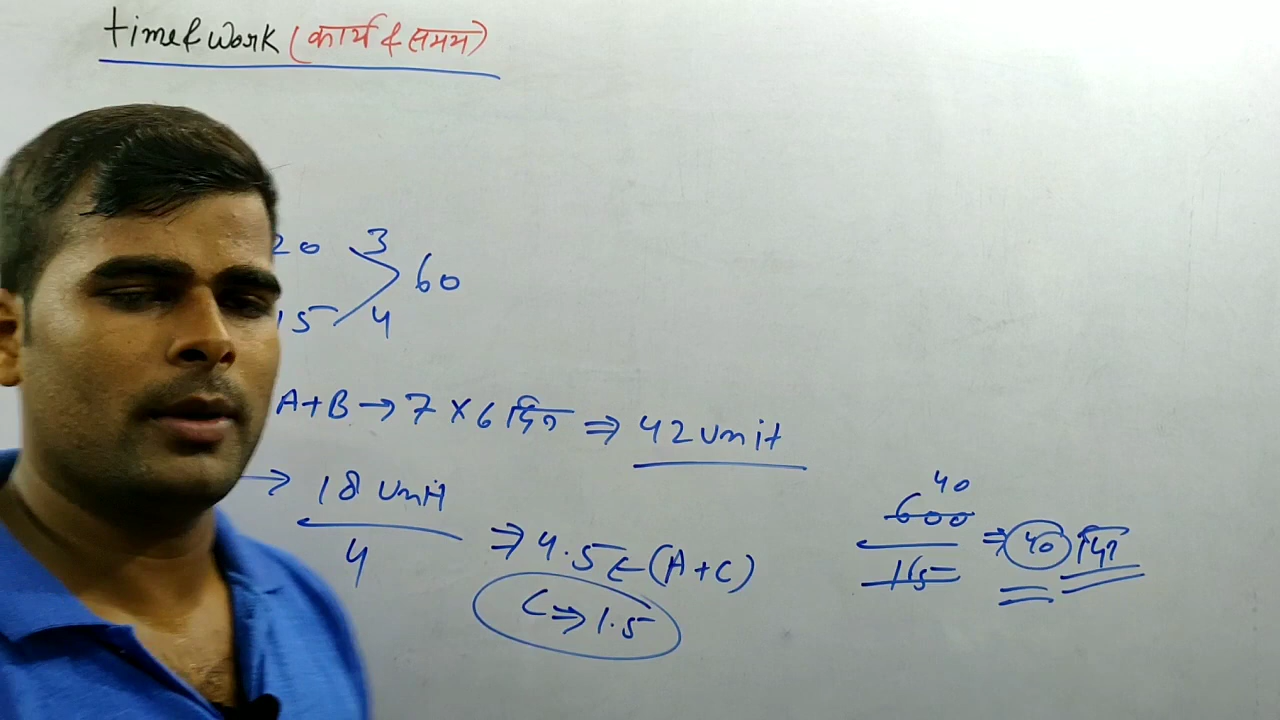 time & work (कार्य & समय)
20 3
60
15 4
A+B → 7 × 6 दिन ⇒ 42 unit
→ 18 unit
4
⇒ 4.5 ← (A+C)
C ⇒ 1.5
40
600
15
⇒ 40 दिन